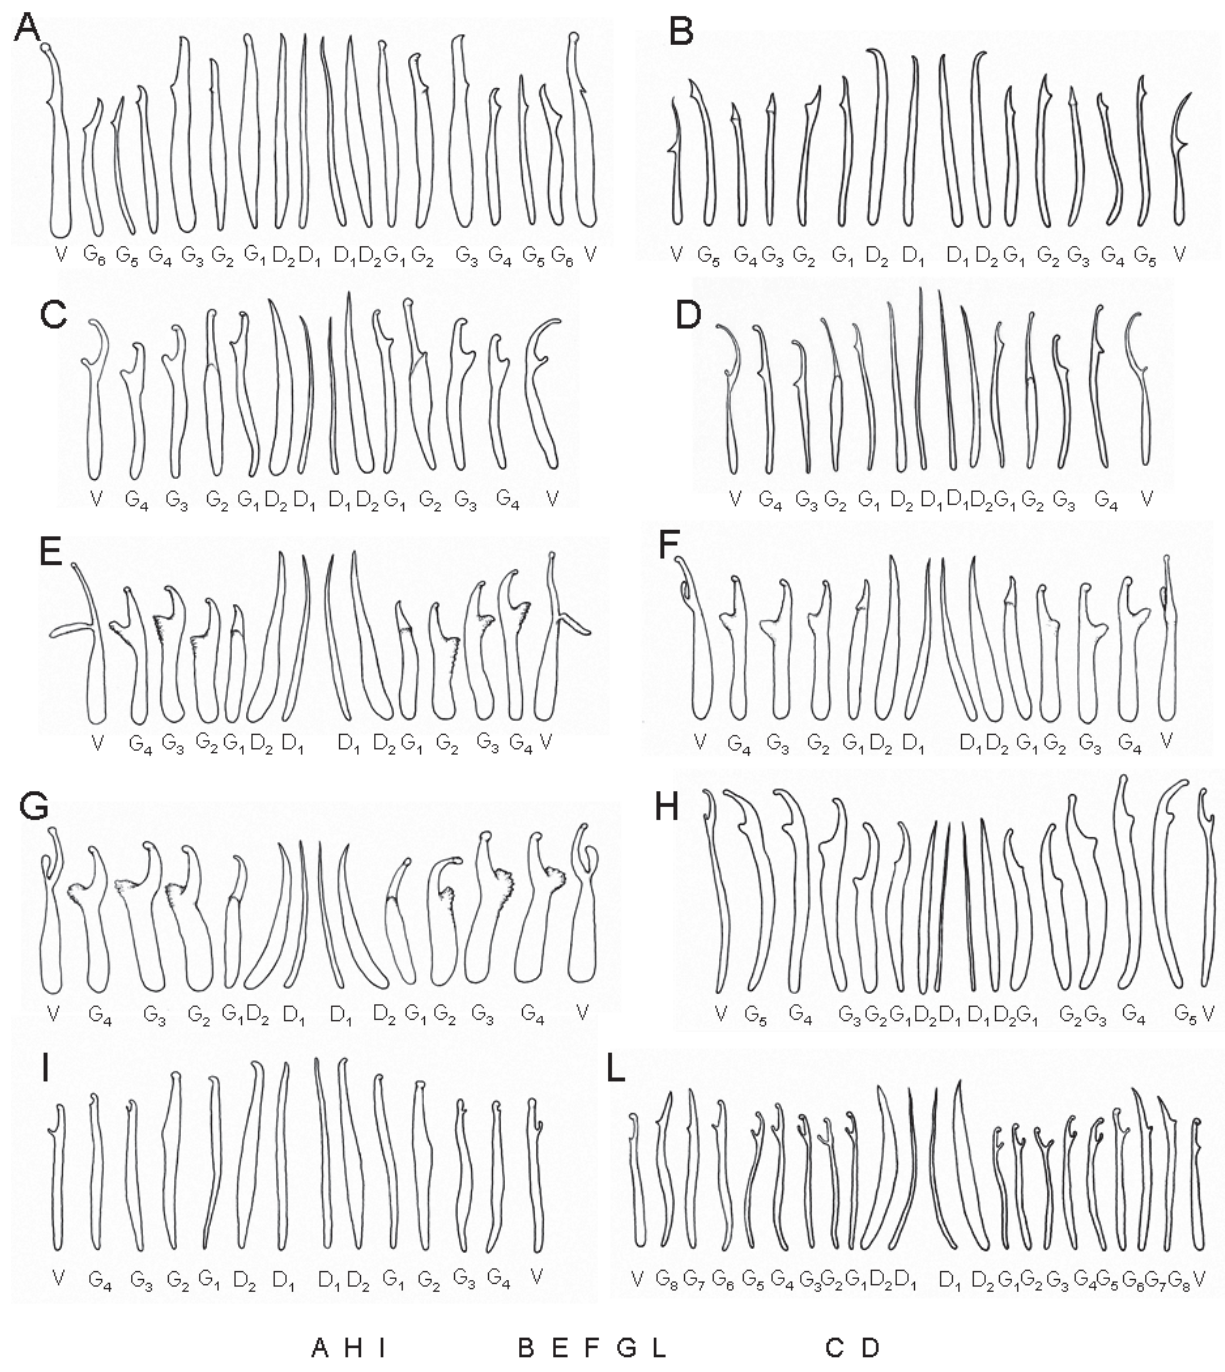 A B
V G₆ G₅ G₄ G₃ G₂ G₁ D₂ D₁ D₁ D₂ G₁ G₂ G₃ G₄ G₅ G₆ V
V G₅ G₄ G₃ G₂ G₁ D₂ D₁ D₁ D₂ G₁ G₂ G₃ G₄ G₅ V
C D
V G₄ G₃ G₂ G₁ D₂ D₁ D₁ D₂ G₁ G₂ G₃ G₄ V
V G₄ G₃ G₂ G₁ D₂ D₁ D₁ D₂ G₁ G₂ G₃ G₄ V
E F
V G₄ G₃ G₂ G₁ D₂ D₁ D₁ D₂ G₁ G₂ G₃ G₄ V
V G₄ G₃ G₂ G₁ D₂ D₁ D₁ D₂ G₁ G₂ G₃ G₄ V
G H
V G₄ G₃ G₂ G₁ D₂ D₁ D₁ D₂ G₁ G₂ G₃ G₄ V
V G₅ G₄ G₃ G₂ G₁ D₂ D₁ D₁ D₂ G₁ G₂ G₃ G₄ G₅ V
I L
V G₄ G₃ G₂ G₁ D₂ D₁ D₁ D₂ G₁ G₂ G₃ G₄ V
V G₈ G₇ G₆ G₅ G₄ G₃ G₂ G₁ D₂ D₁ D₁ D₂ G₁ G₂ G₃ G₄ G₅ G₆ G₇ G₈ V
A H I B E F G L C D